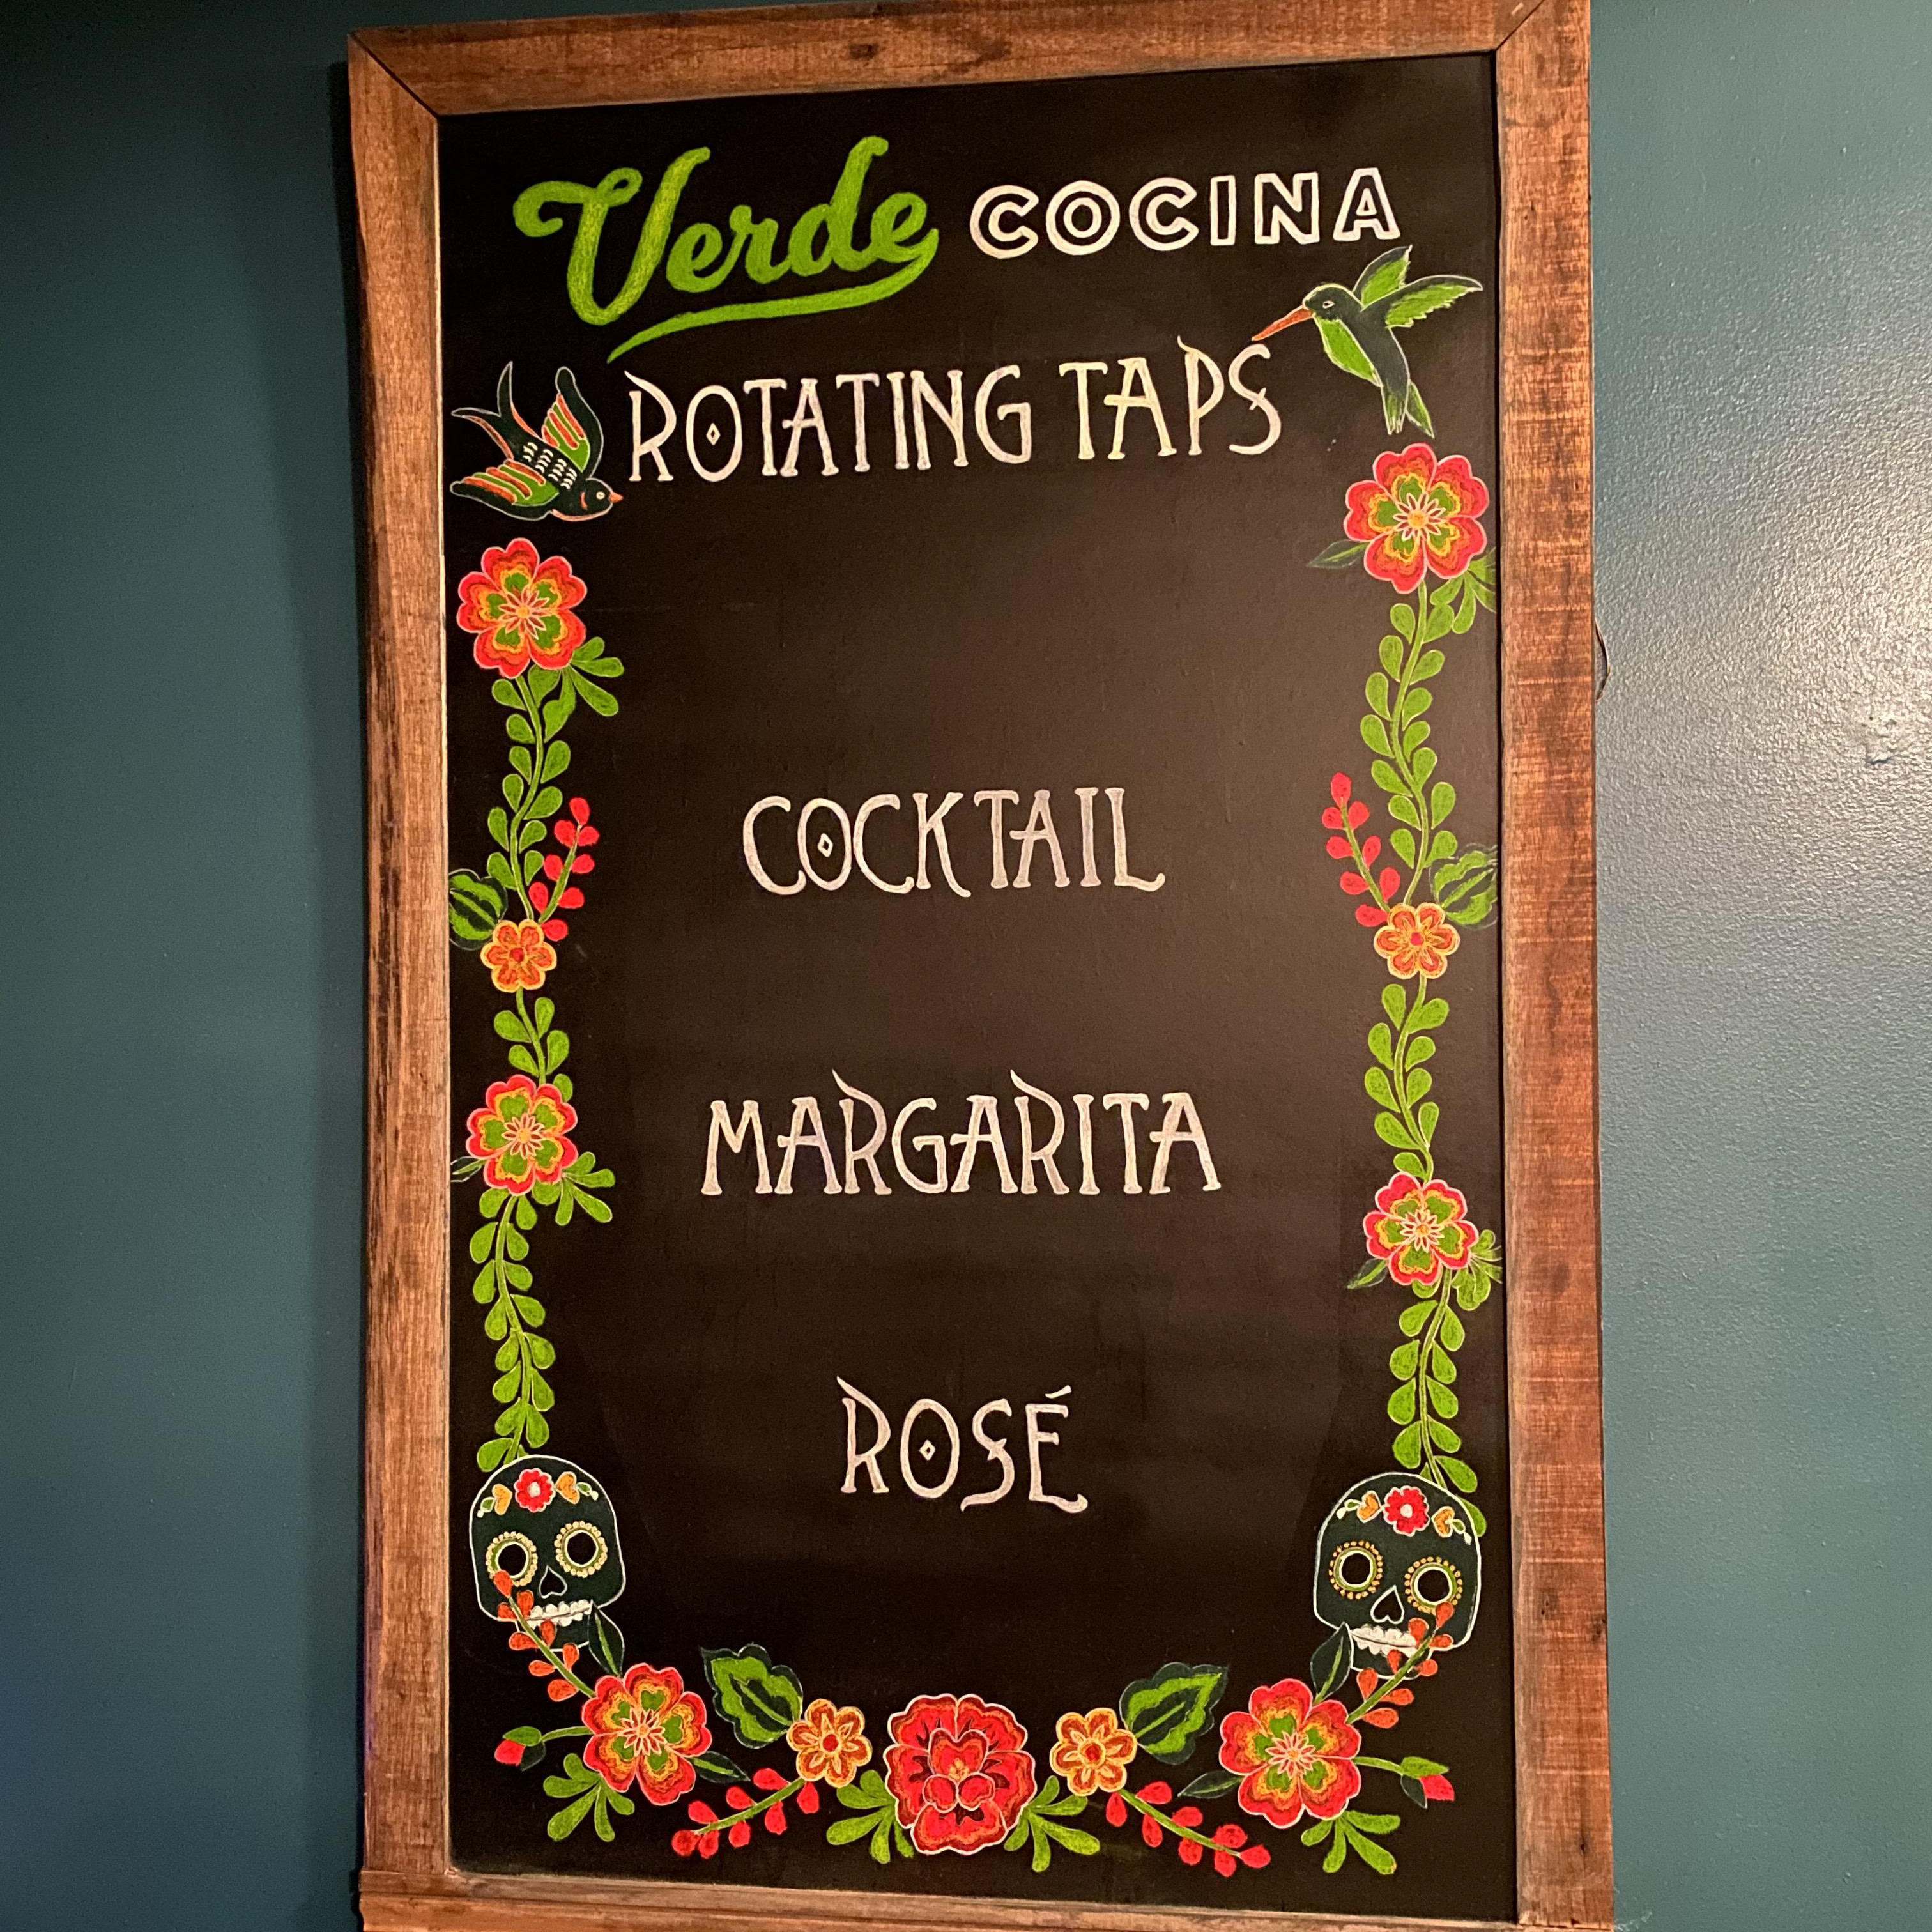 Verde COCINA
ROTATING TAPS
COCKTAIL
MARGARITA
ROSÉ